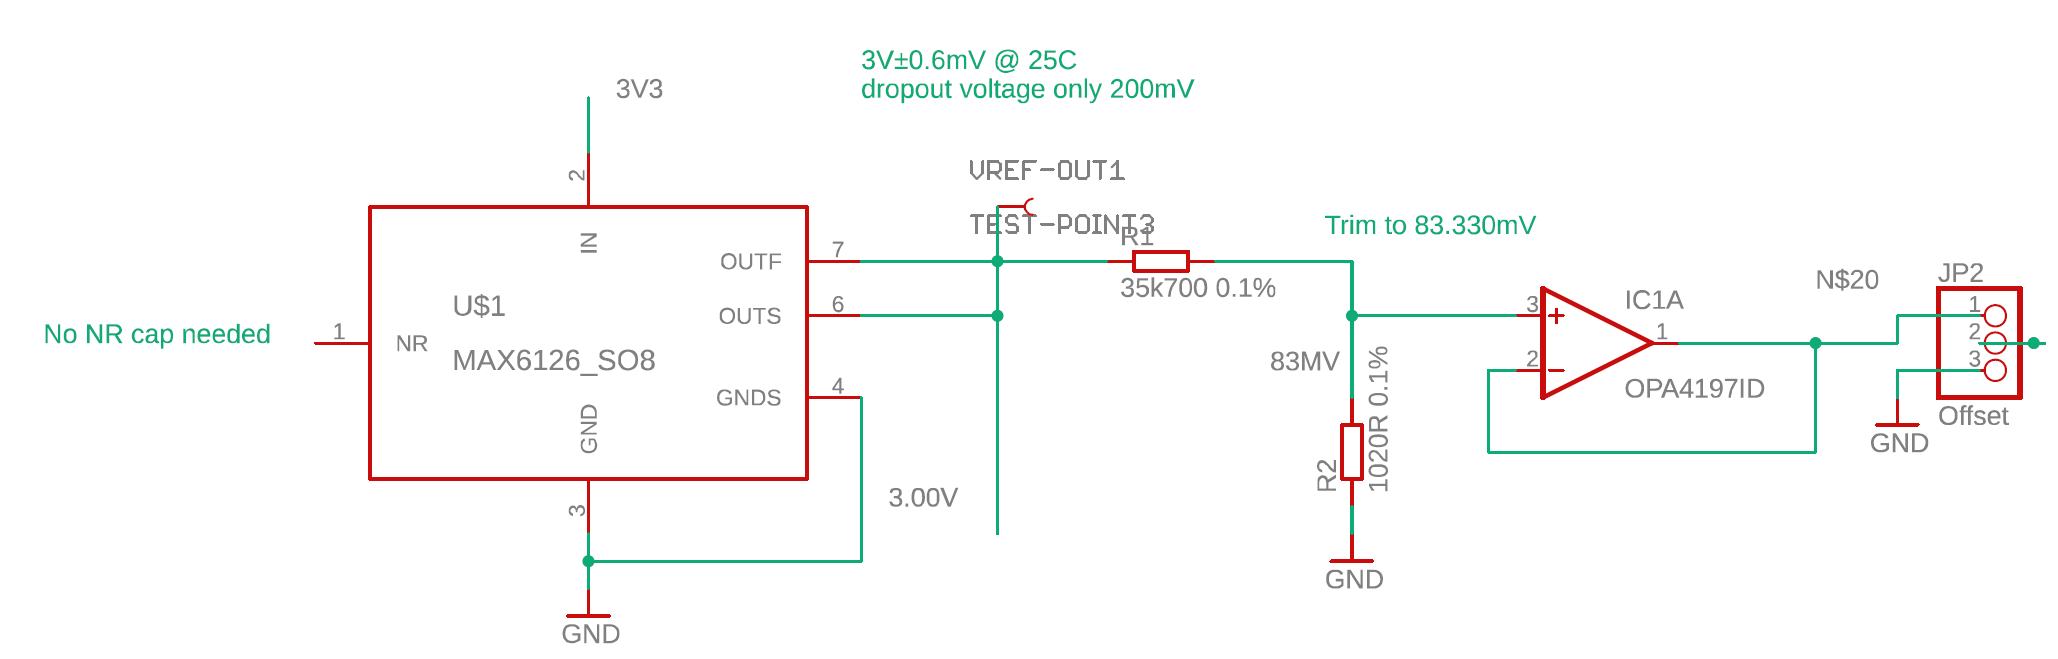 3V±0.6mV @ 25C
dropout voltage only 200mV
3V3
2
IN
VREF-OUT1
TEST-POINT3
R1
35k700 0.1%
Trim to 83.330mV
OUTF
7
U$1
OUTS
6
No NR cap needed
1
NR
MAX6126_SO8
GNDS
4
GND
3
3.00V
GND
83MV
R2
1020R 0.1%
GND
3
+
2
−
IC1A
1
OPA4197ID
N$20
JP2
1
2
3
Offset
GND